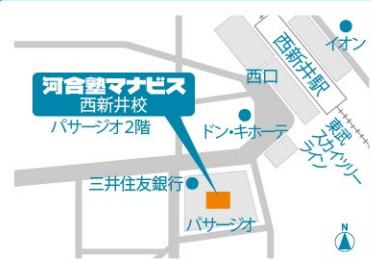 イオン
西新井駅
西口
河合塾マナビス
西新井校
パサージオ2階
ドン・キホーテ
東武
スカイツリー
ライン
三井住友銀行
パサージオ
N